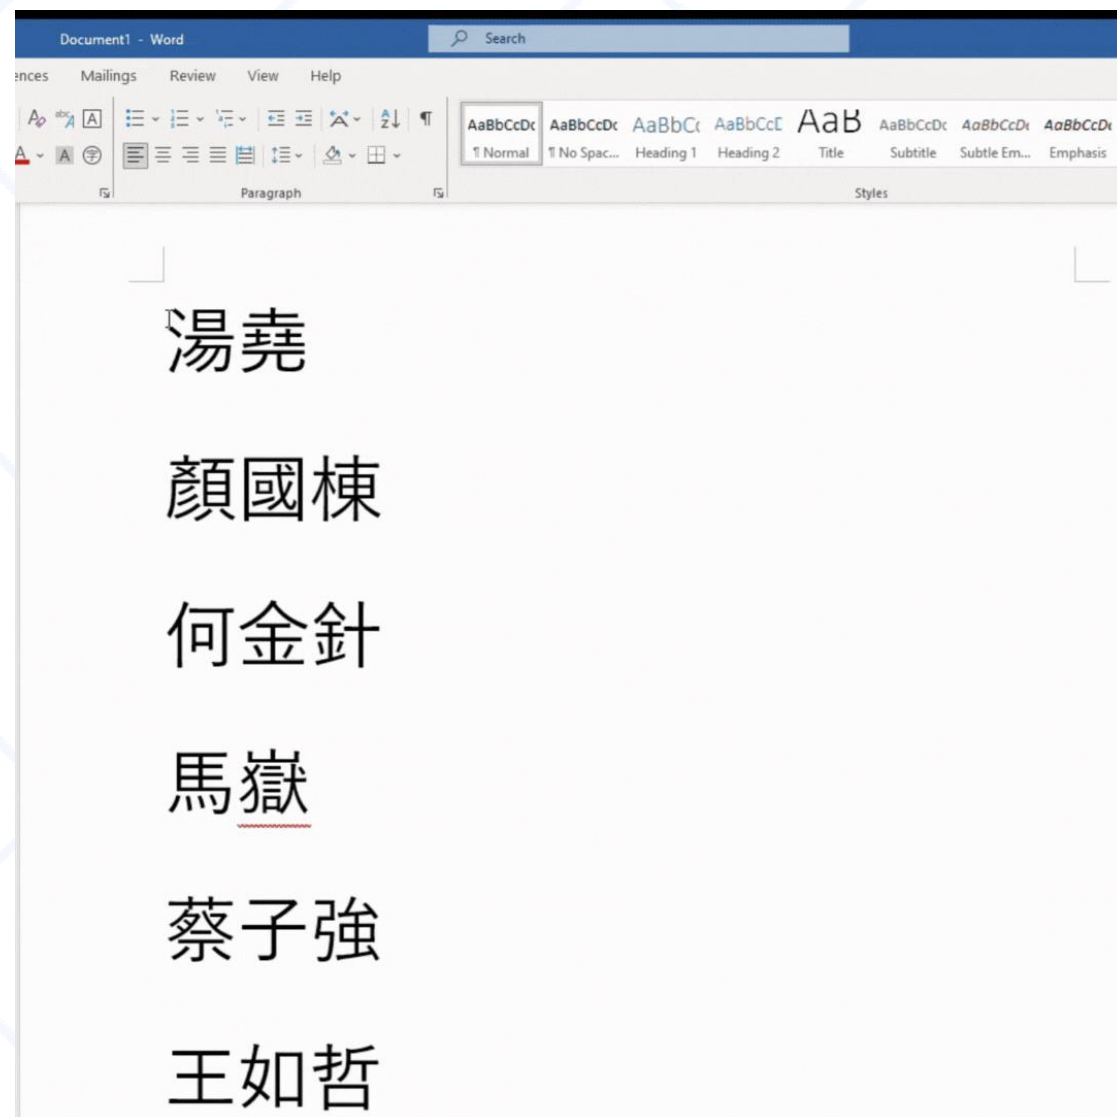 Document1 - Word
Search
ences Mailings Review View Help
AaBbCcDc AaBbCcDc AaBbCc AaBbCcD AaB AaBbCcDc AaBbCcDc AaBbCcDc
¶ Normal ¶ No Spac... Heading 1 Heading 2 Title Subtitle Subtle Em... Emphasis
Paragraph Styles
湯堯
顏國棟
何金針
馬嶽
蔡子強
王如哲